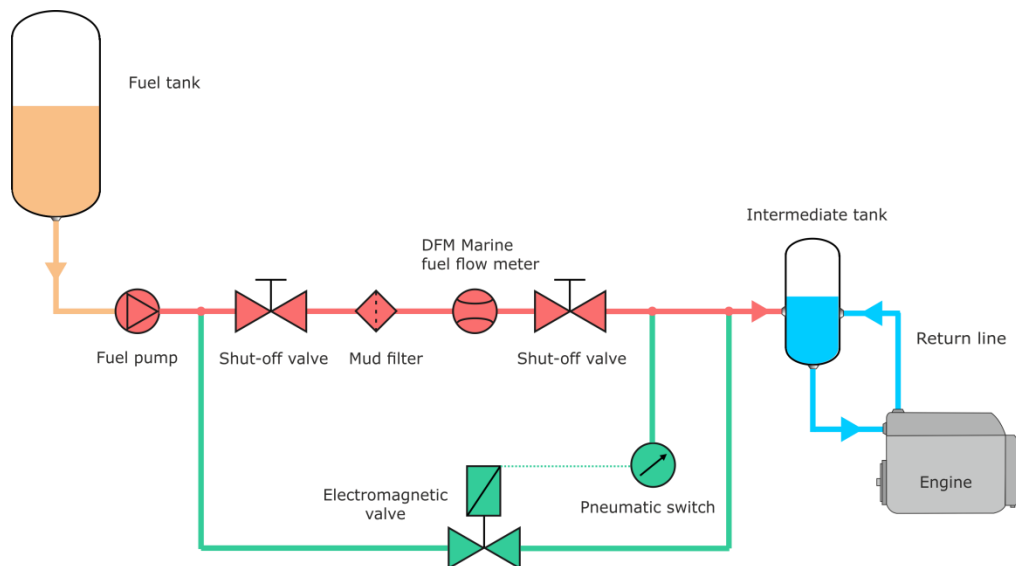 Fuel tank
Intermediate tank
DFM Marine
fuel flow meter
Fuel pump
Shut-off valve
Mud filter
Shut-off valve
Return line
Engine
Electromagnetic
valve
Pneumatic switch